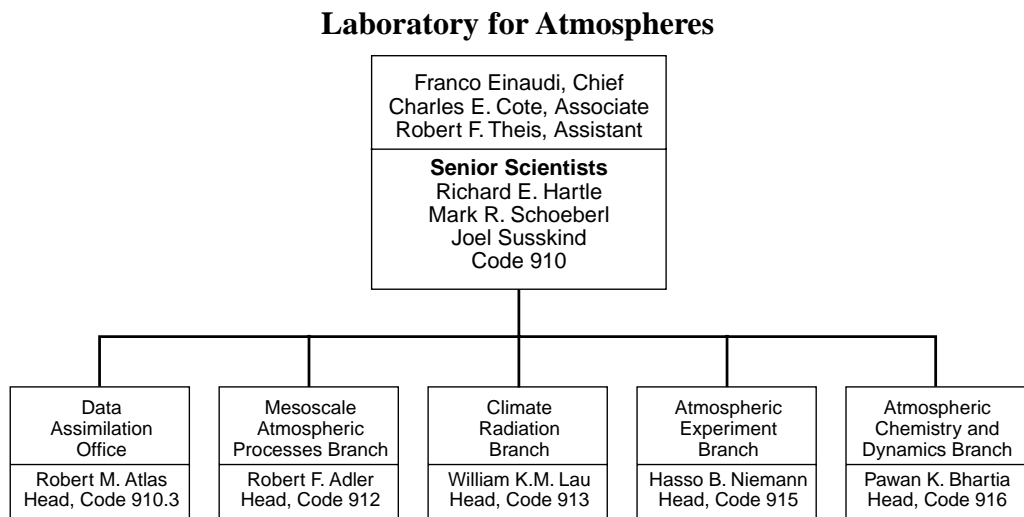 Laboratory for Atmospheres
Franco Einaudi, Chief
Charles E. Cote, Associate
Robert F. Theis, Assistant
Senior Scientists
Richard E. Hartle
Mark R. Schoeberl
Joel Susskind
Code 910
Data
Assimilation
Office
Robert M. Atlas
Head, Code 910.3
Mesoscale
Atmospheric
Processes Branch
Robert F. Adler
Head, Code 912
Climate
Radiation
Branch
William K.M. Lau
Head, Code 913
Atmospheric
Experiment
Branch
Hasso B. Niemann
Head, Code 915
Atmospheric
Chemistry and
Dynamics Branch
Pawan K. Bhartia
Head, Code 916